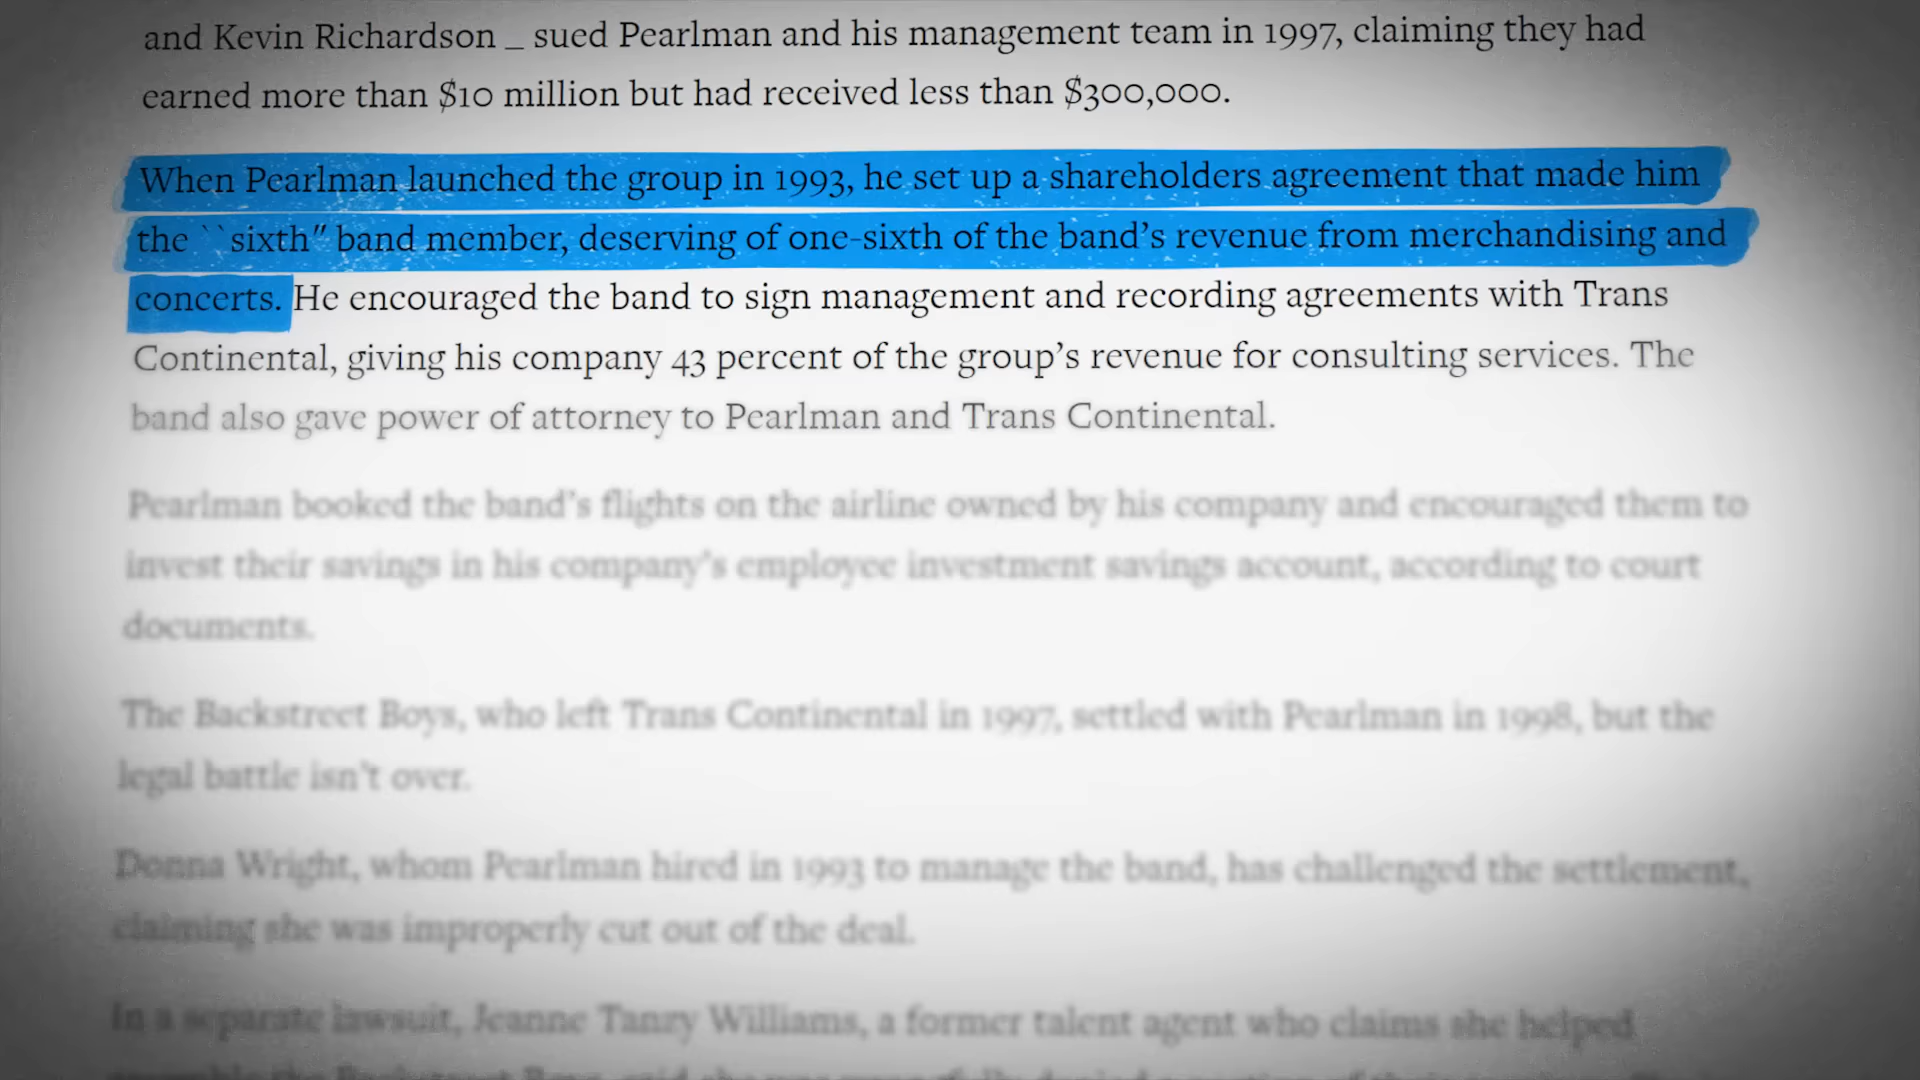 and Kevin Richardson _ sued Pearlman and his management team in 1997, claiming they had
earned more than $10 million but had received less than $300,000.
When Pearlman launched the group in 1993, he set up a shareholders agreement that made him
the ``sixth" band member, deserving of one-sixth of the band’s revenue from merchandising and
concerts. He encouraged the band to sign management and recording agreements with Trans
Continental, giving his company 43 percent of the group’s revenue for consulting services. The
band also gave power of attorney to Pearlman and Trans Continental.
Pearlman booked the band’s flights on the airline owned by his company and encouraged them to
invest their savings in his company’s employee investment savings account, according to court
documents.
The Backstreet Boys, who left Trans Continental in 1997, settled with Pearlman in 1998, but the
legal battle isn’t over.
Donna Wright, whom Pearlman hired in 1993 to manage the band, has challenged the settlement,
claiming she was improperly cut out of the deal.
In a separate lawsuit, Jeanne Tanzy Williams, a former talent agent who claims she helped